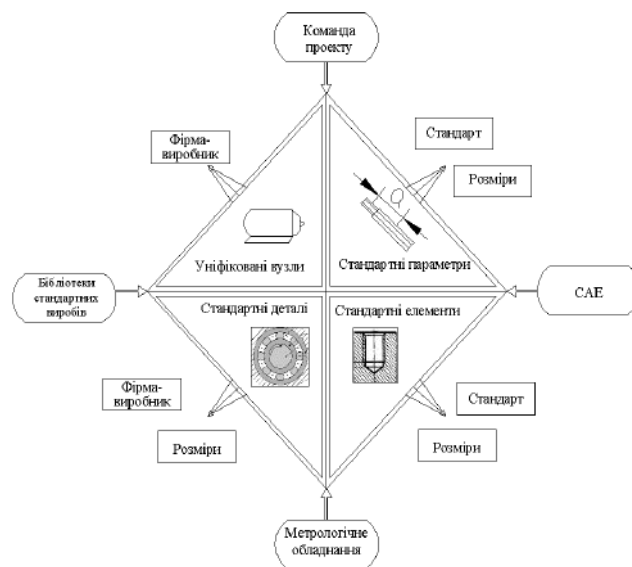 Команда
проекту
Фірма-
виробник
Стандарт
Розміри
Q
Уніфіковані вузли
Стандартні параметри
Бібліотеки
стандартних
виробів
CAE
Стандартні деталі
Стандартні елементи
Фірма-
виробник
Стандарт
Розміри
Розміри
Метрологічне
обладнання